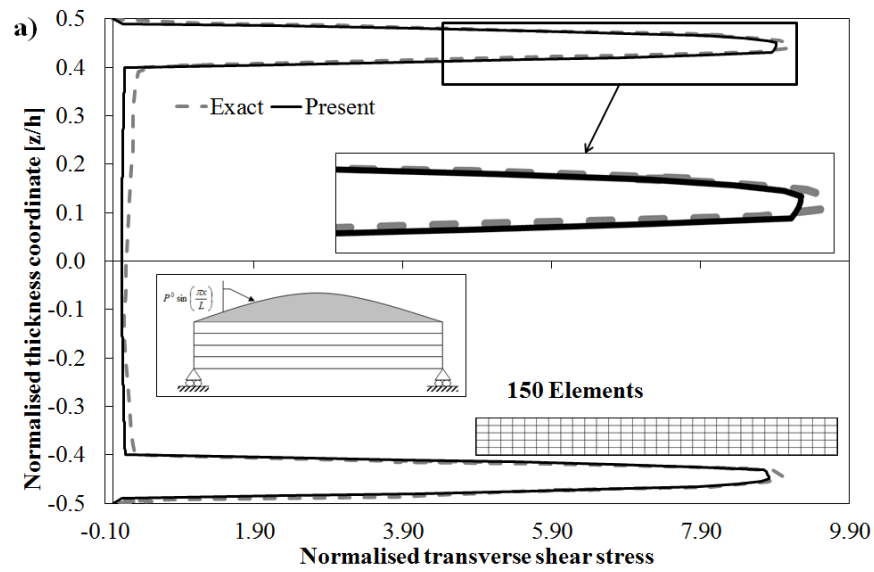 a)
0.5
0.4
0.3
0.2
0.1
0.0
-0.1
-0.2
-0.3
-0.4
-0.5
Normalised thickness coordinate [z/h]
Exact
Present
P⁰ sin(πx/L)
150 Elements
-0.10
1.90
3.90
5.90
7.90
9.90
Normalised transverse shear stress